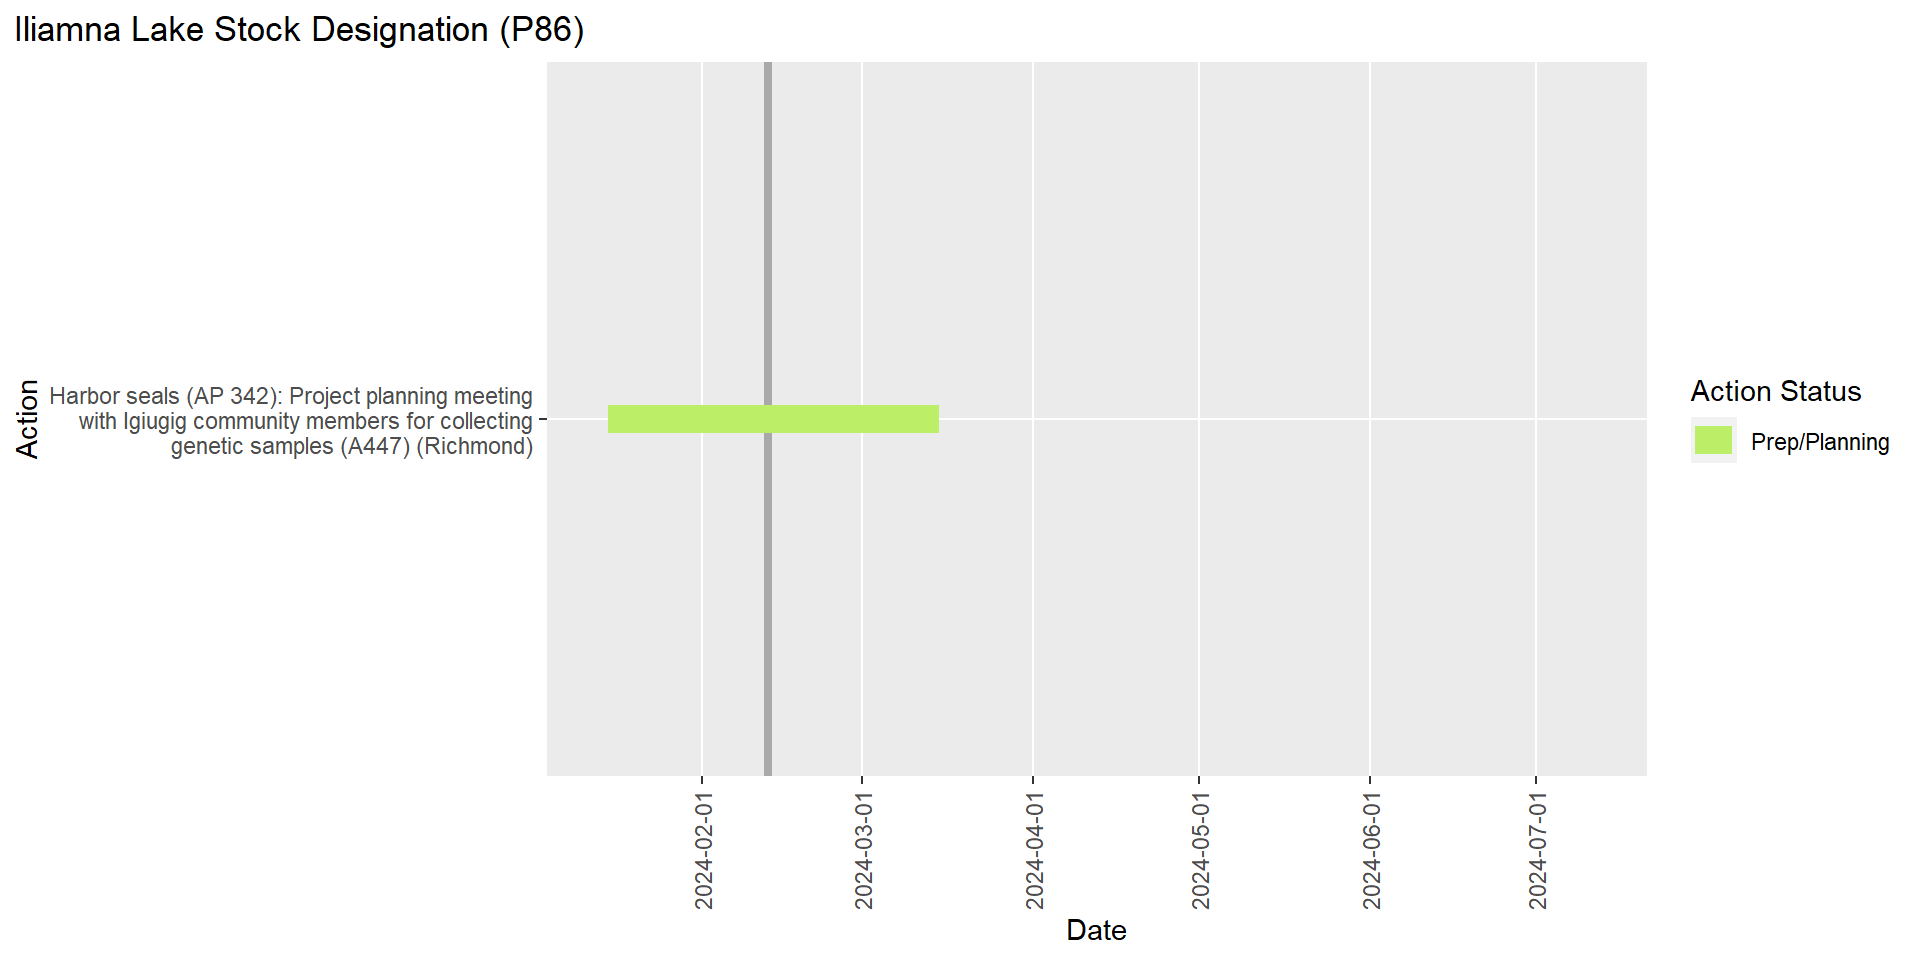 Iliamna Lake Stock Designation (P86)
Action
Harbor seals (AP 342): Project planning meeting
with Igiugig community members for collecting
genetic samples (A447) (Richmond)
2024-02-01
2024-03-01
2024-04-01
2024-05-01
2024-06-01
2024-07-01
Date
Action Status
Prep/Planning